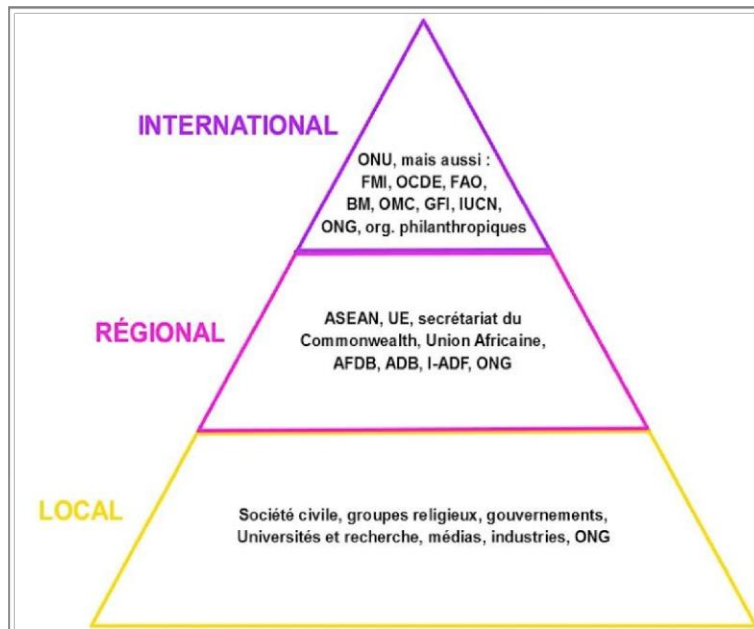 INTERNATIONAL
ONU, mais aussi :
FMI, OCDE, FAO,
BM, OMC, GFI, IUCN,
ONG, org. philanthropiques
RÉGIONAL
ASEAN, UE, secrétariat du
Commonwealth, Union Africaine,
AFDB, ADB, I-ADF, ONG
LOCAL
Société civile, groupes religieux, gouvernements,
Universités et recherche, médias, industries, ONG